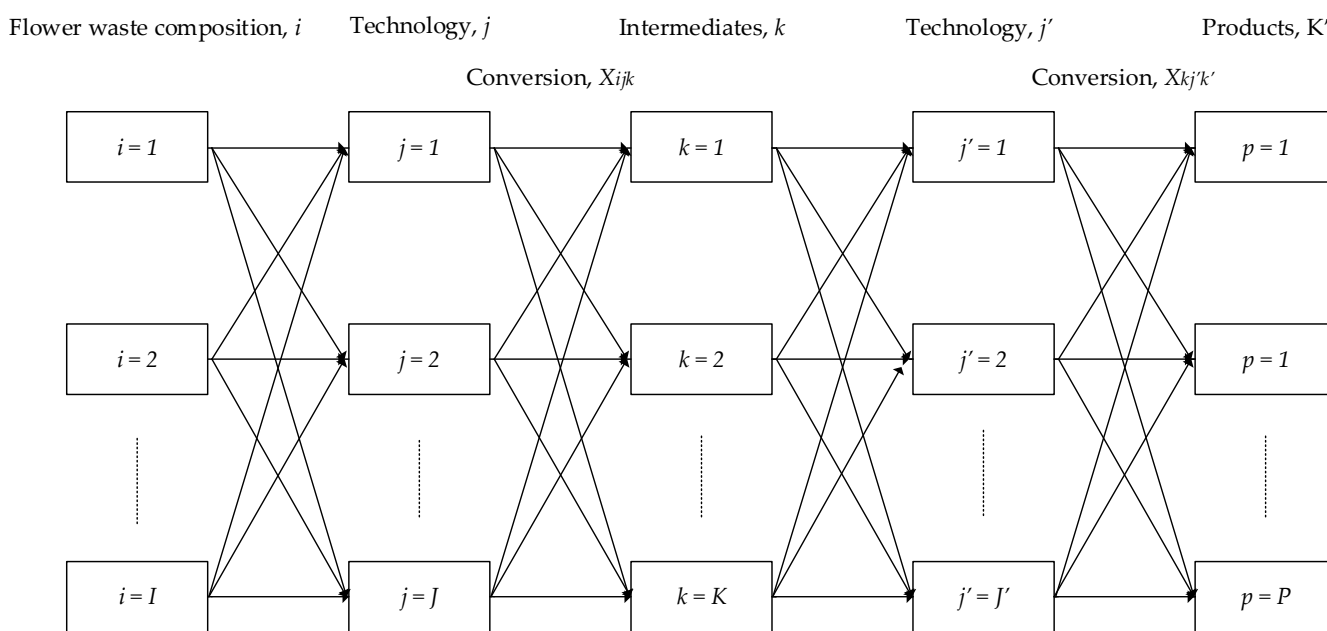 Flower waste composition, i Technology, j Intermediates, k Technology, j' Products, K'
Conversion, Xijk Conversion, Xkj'k'
i = 1 j = 1 k = 1 j' = 1 p = 1
i = 2 j = 2 k = 2 j' = 2 p = 1
i = I j = J k = K j' = J' p = P